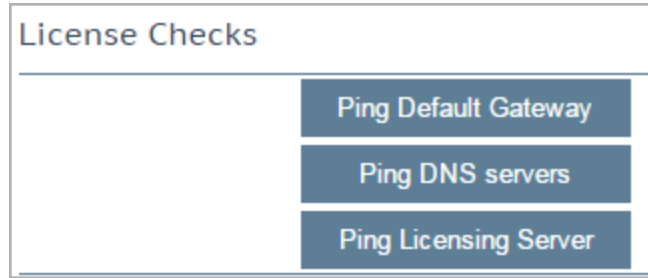 License Checks
Ping Default Gateway
Ping DNS servers
Ping Licensing Server